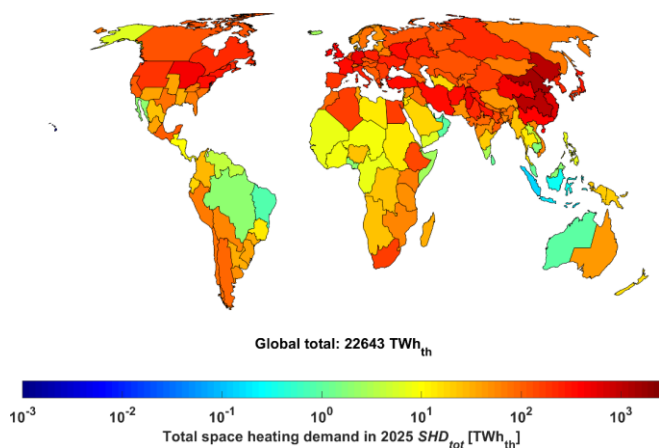 Global total: 22643 TWh_th
10^-3 10^-2 10^-1 10^0 10^1 10^2 10^3
Total space heating demand in 2025 SHD_tot [TWh_th]